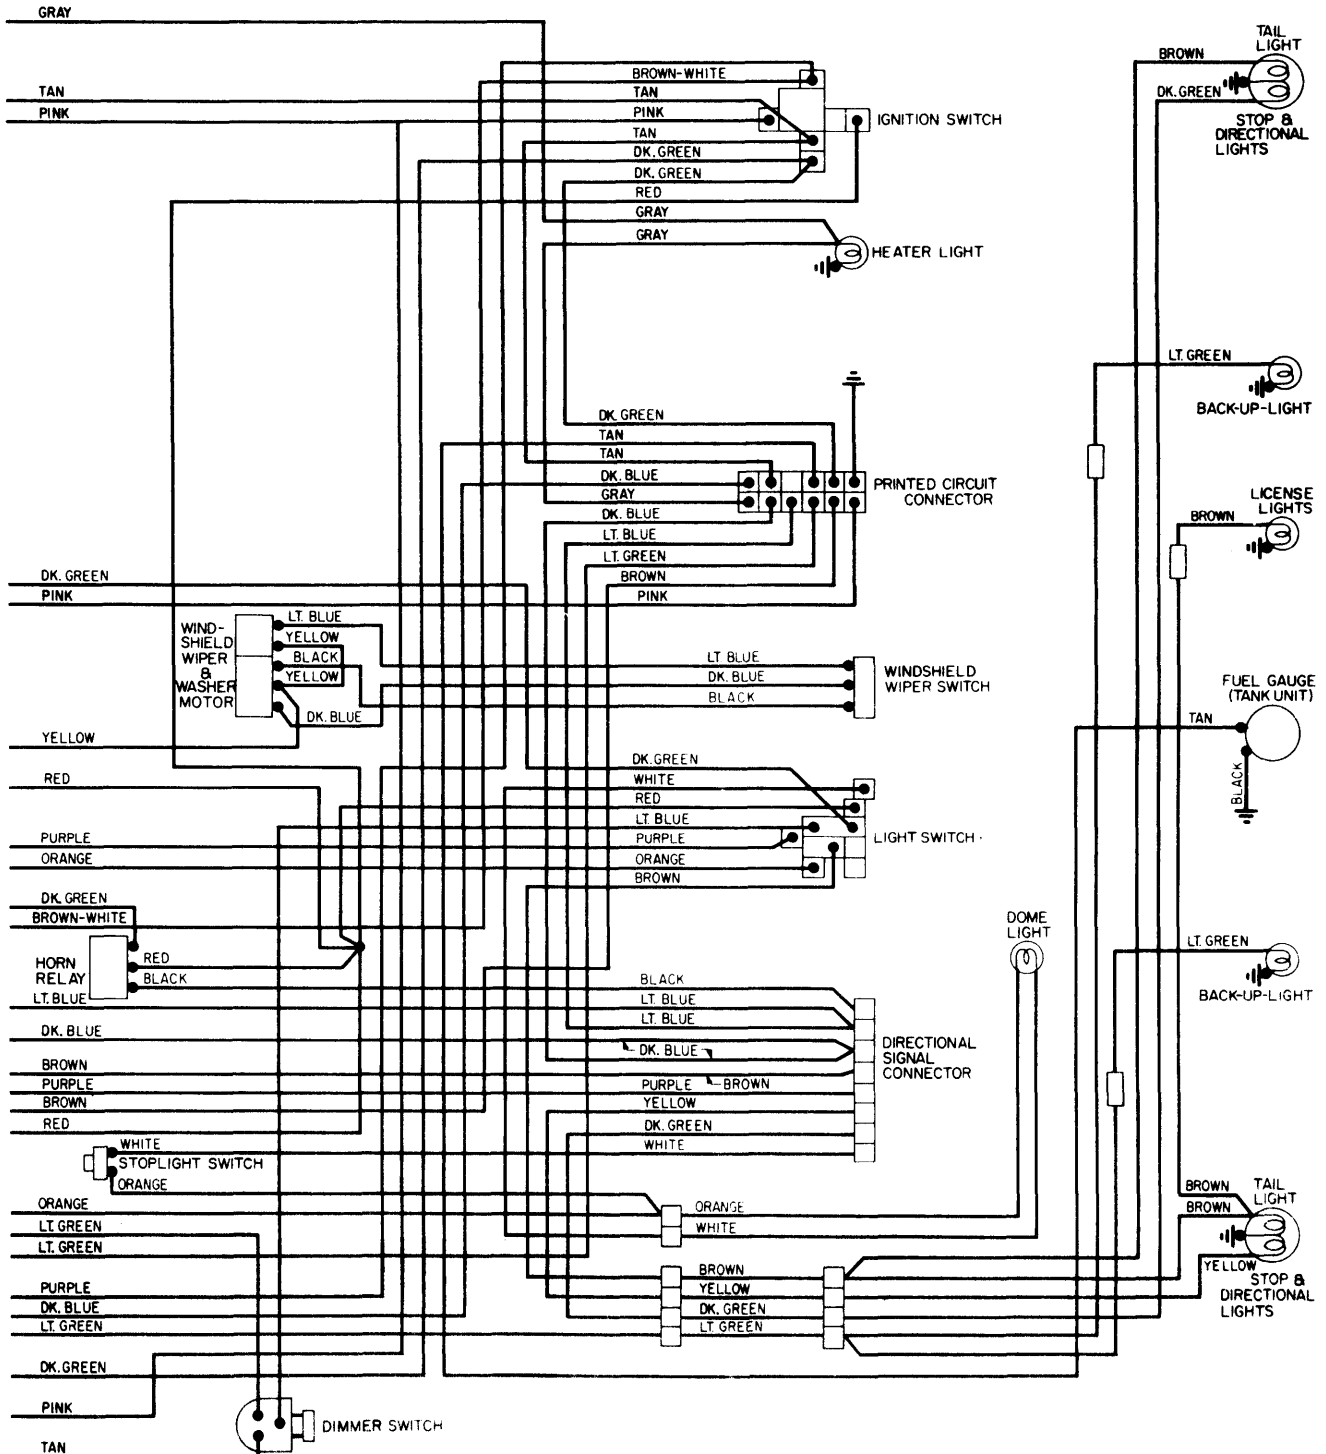 GRAY
TAIL
LIGHT
BROWN
BROWN-WHITE
TAN
TAN
DK. GREEN
PINK
PINK
IGNITION SWITCH
STOP &
DIRECTIONAL
LIGHTS
TAN
DK. GREEN
DK. GREEN
RED
GRAY
GRAY
HEATER LIGHT
LT. GREEN
BACK-UP-LIGHT
DK. GREEN
TAN
TAN
DK. BLUE
GRAY
PRINTED CIRCUIT
CONNECTOR
LICENSE
LIGHTS
BROWN
DK. BLUE
LT. BLUE
LT. GREEN
DK. GREEN
BROWN
PINK
PINK
WIND-
SHIELD
WIPER
&
WASHER
MOTOR
LT. BLUE
YELLOW
BLACK
YELLOW
DK. BLUE
LT BLUE
DK. BLUE
BLACK
WINDSHIELD
WIPER SWITCH
FUEL GAUGE
(TANK UNIT)
TAN
BLACK
YELLOW
DK. GREEN
RED
WHITE
RED
LT BLUE
PURPLE
PURPLE
LIGHT SWITCH
ORANGE
ORANGE
BROWN
DK. GREEN
BROWN-WHITE
DOME
LIGHT
LT. GREEN
HORN
RELAY
RED
BLACK
BLACK
BACK-UP-LIGHT
LT. BLUE
LT. BLUE
LT. BLUE
DK. BLUE
DK. BLUE
DIRECTIONAL
SIGNAL
CONNECTOR
BROWN
BROWN
PURPLE
PURPLE
BROWN
YELLOW
RED
DK. GREEN
WHITE
WHITE
STOPLIGHT SWITCH
ORANGE
BROWN
TAIL
LIGHT
ORANGE
ORANGE
BROWN
LT GREEN
WHITE
LT. GREEN
BROWN
YELLOW
STOP &
DIRECTIONAL
LIGHTS
PURPLE
YELLOW
DK. BLUE
DK. GREEN
LT GREEN
LT GREEN
DK. GREEN
PINK
DIMMER SWITCH
TAN